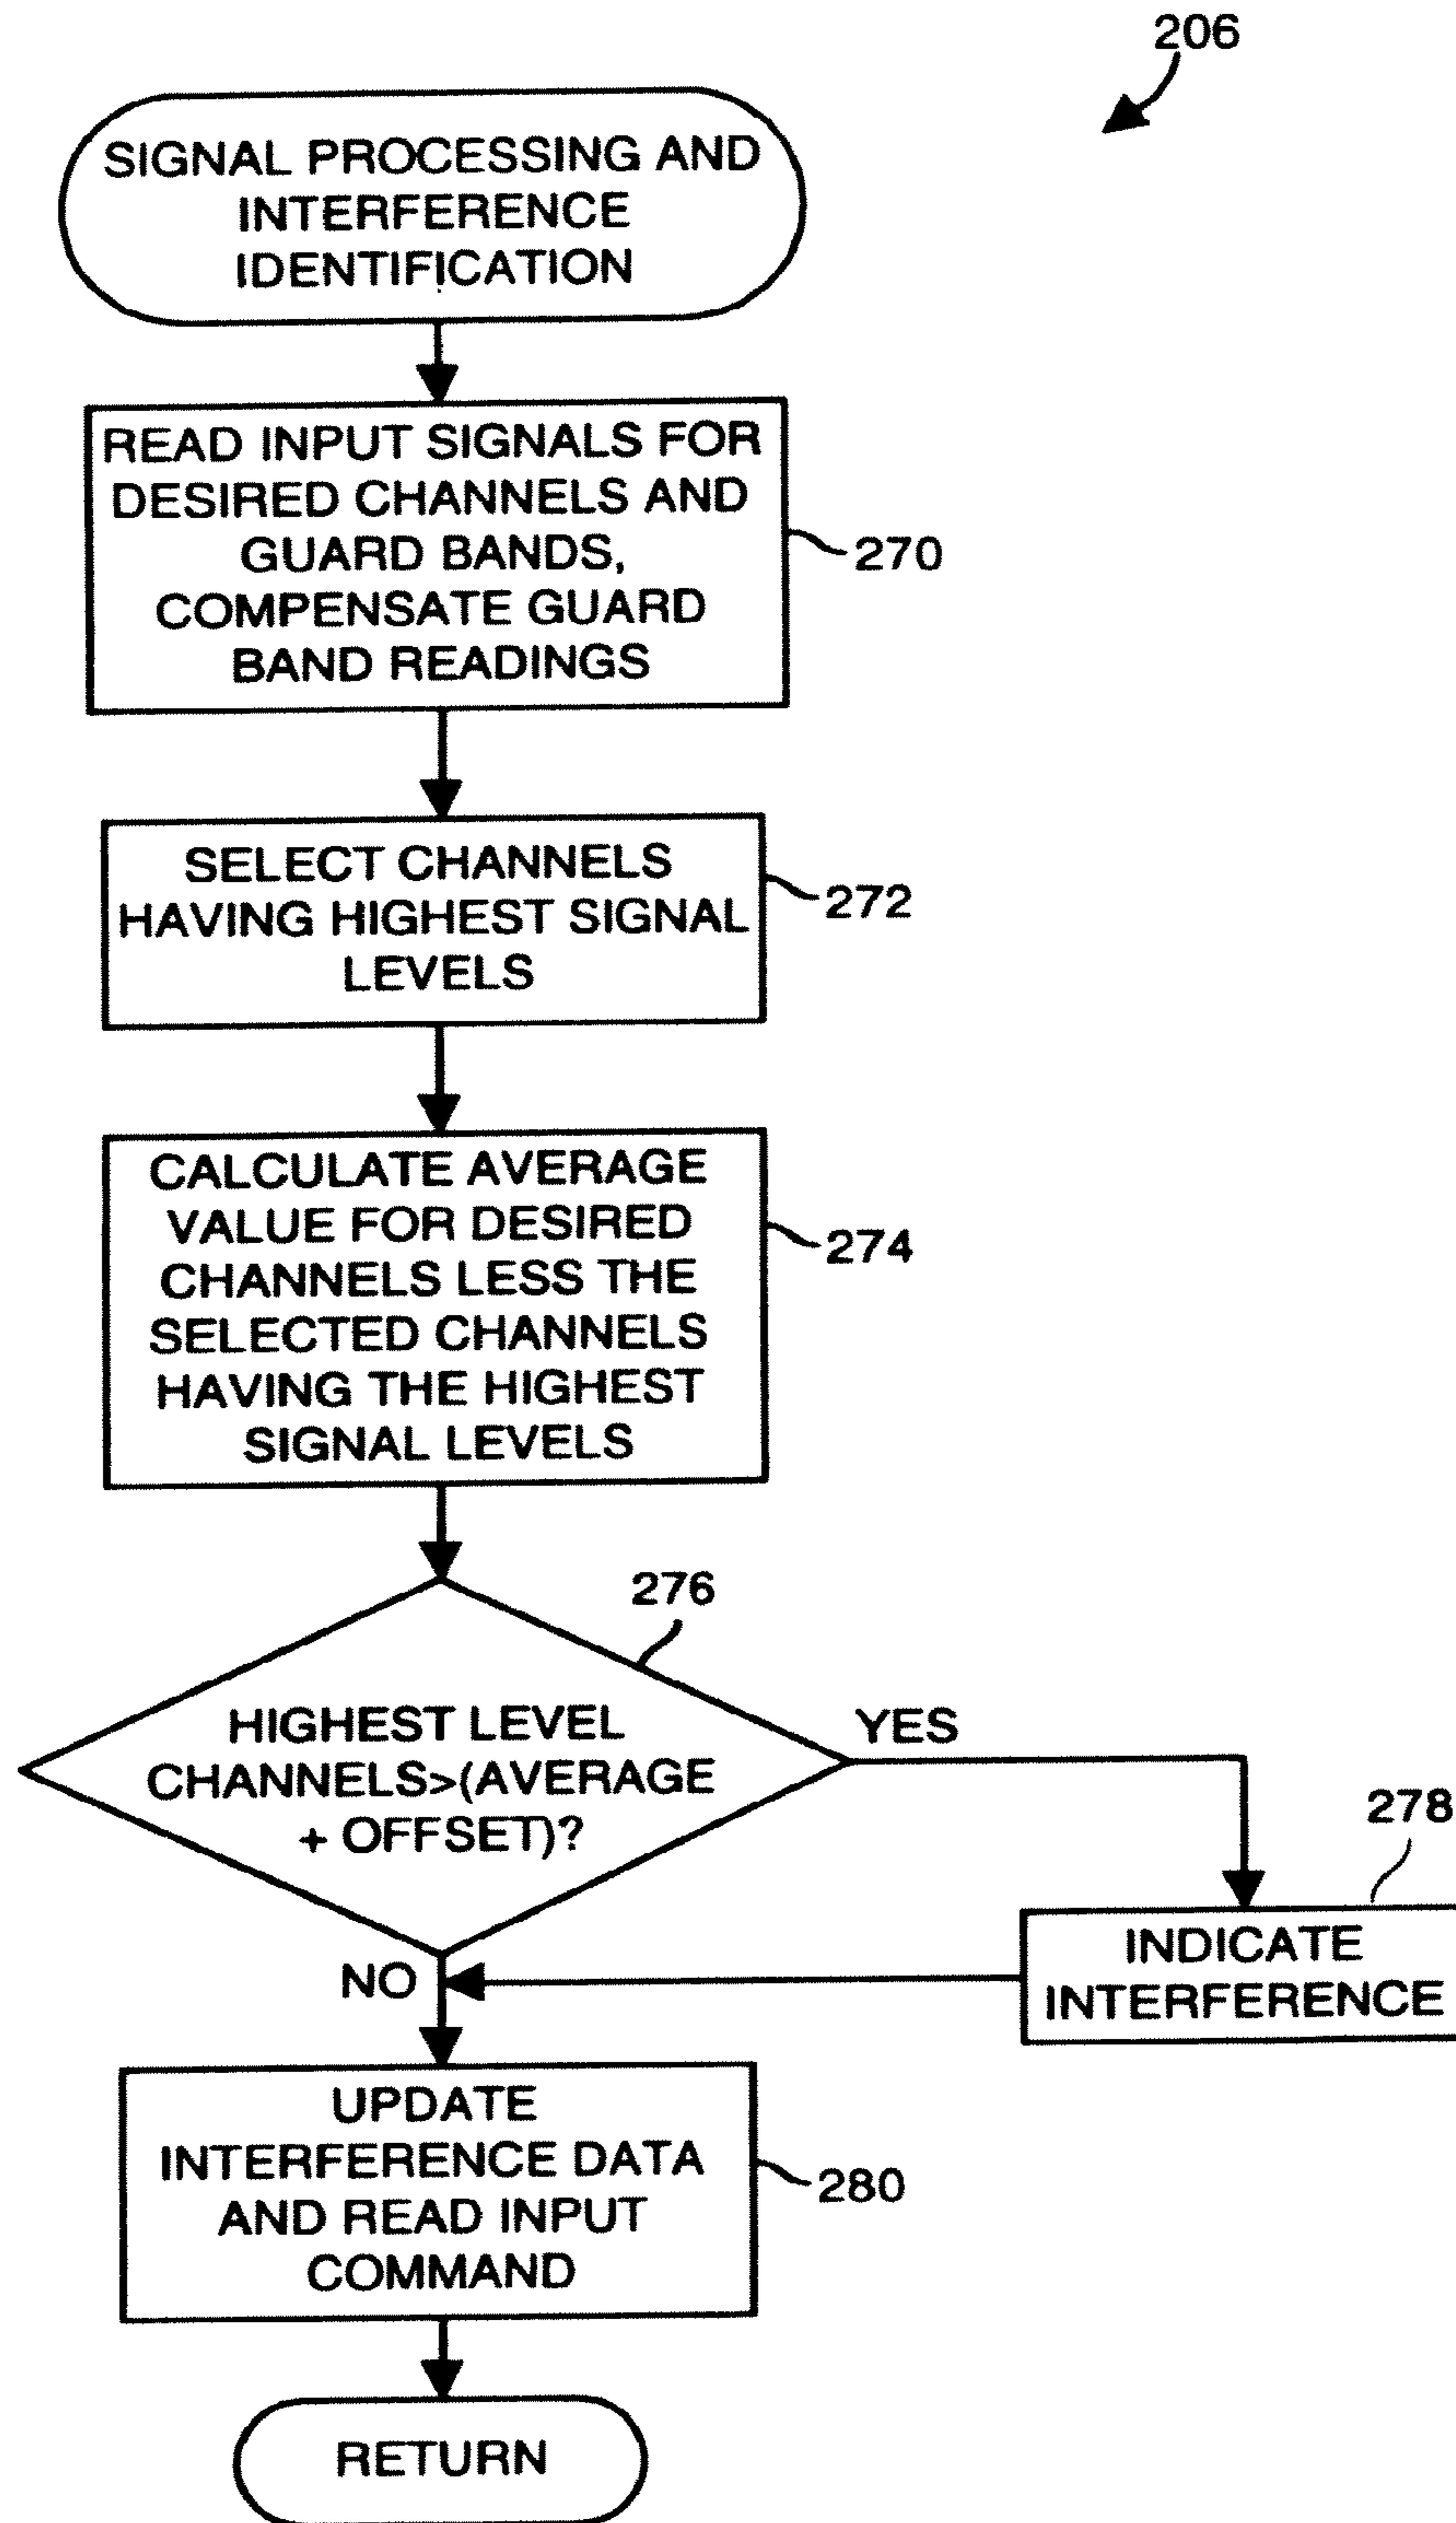 206
SIGNAL PROCESSING AND
INTERFERENCE
IDENTIFICATION
READ INPUT SIGNALS FOR
DESIRED CHANNELS AND
GUARD BANDS,
COMPENSATE GUARD
BAND READINGS
270
SELECT CHANNELS
HAVING HIGHEST SIGNAL
LEVELS
272
CALCULATE AVERAGE
VALUE FOR DESIRED
CHANNELS LESS THE
SELECTED CHANNELS
HAVING THE HIGHEST
SIGNAL LEVELS
274
276
HIGHEST LEVEL
CHANNELS>(AVERAGE
+ OFFSET)?
YES
278
INDICATE
INTERFERENCE
NO
UPDATE
INTERFERENCE DATA
AND READ INPUT
COMMAND
280
RETURN